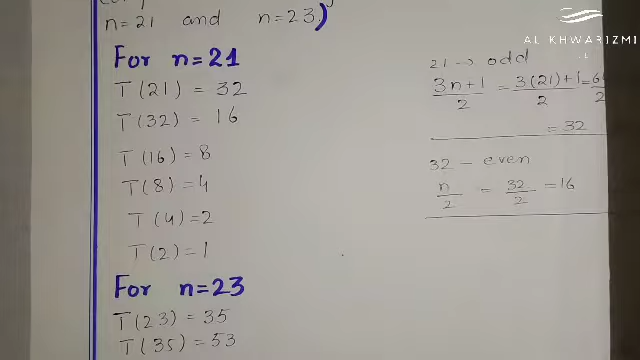 n=21 and n=23.)
AL KHWARIZMI
For n=21
T(21) = 32
T(32) = 16
T(16) = 8
T(8) = 4
T(4) = 2
T(2) = 1
For n=23
T(23) = 35
T(35) = 53
21 → odd
3n+1/2 = 3(21)+1/2 =
= 32
32 – even
n/2 = 32/2 = 16